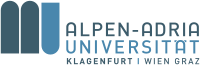 ALPEN-ADRIA
UNIVERSITÄT
KLAGENFURT I WIEN GRAZ